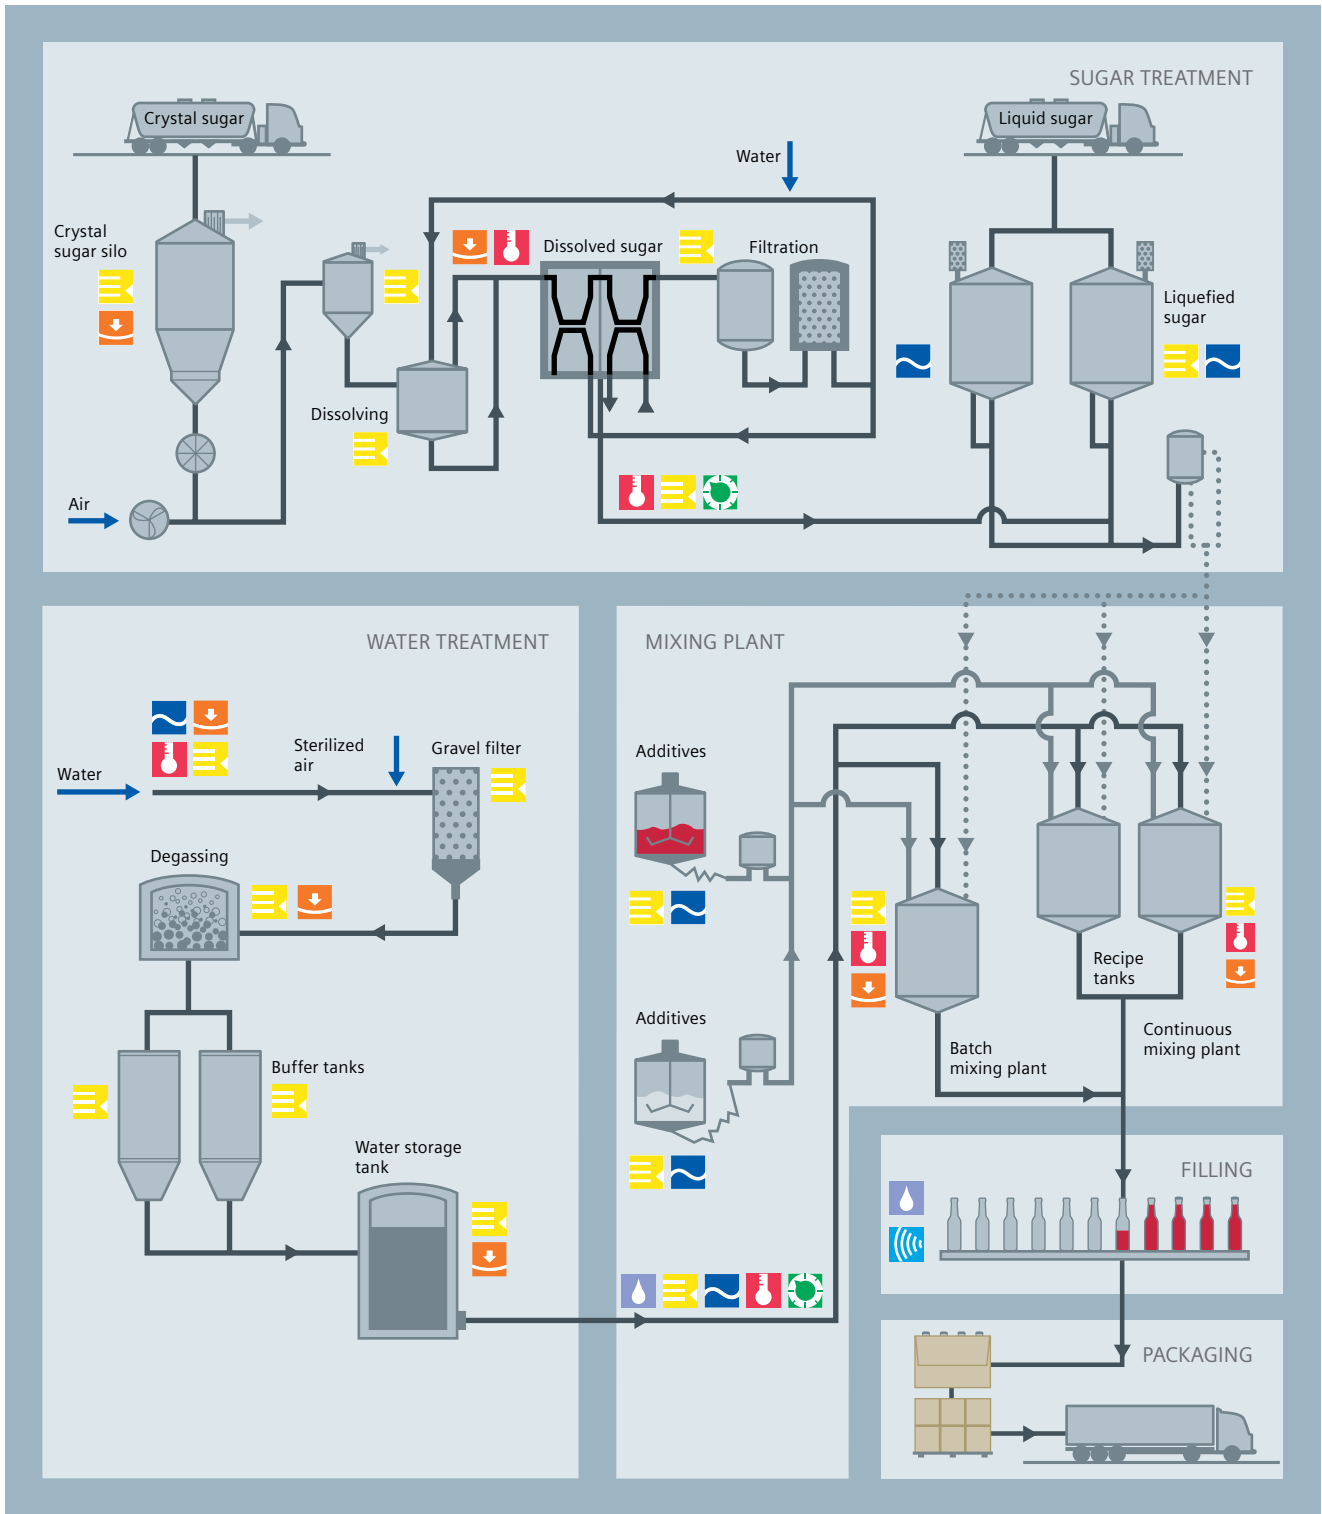 SUGAR TREATMENT
Crystal sugar
Liquid sugar
Water
Crystal
sugar silo
Dissolved sugar
Filtration
Liquefied
sugar
Dissolving
Air
WATER TREATMENT
Water
Sterilized
air
Gravel filter
Degassing
Buffer tanks
Water storage
tank
MIXING PLANT
Additives
Additives
Recipe
tanks
Batch
mixing plant
Continuous
mixing plant
FILLING
PACKAGING